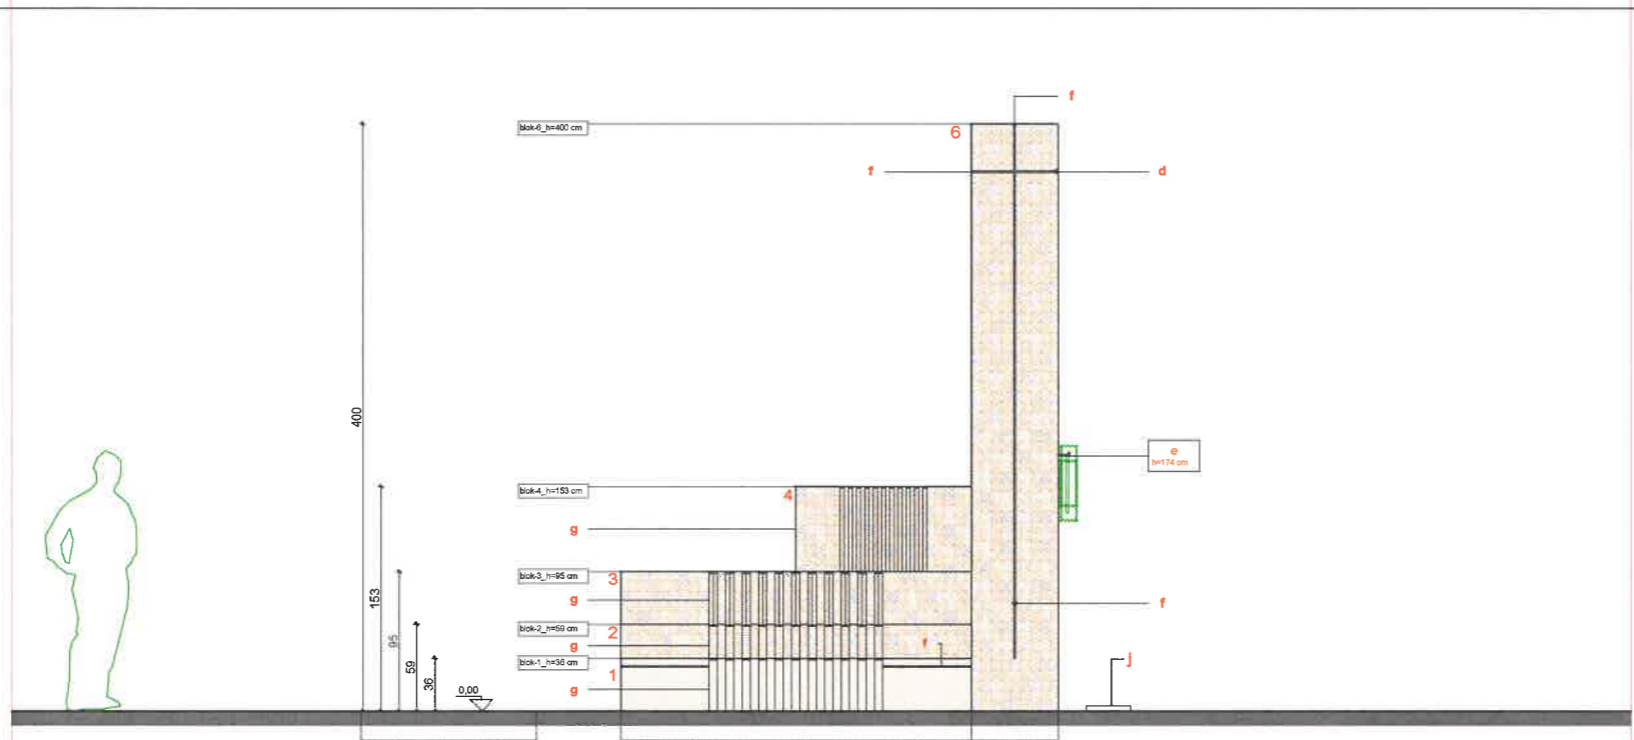 f
blok-6_h=400 cm
6
f
d
400
e
h=174 cm
blok-4_h=153 cm
4
g
blok-3_h=95 cm
3
153
g
f
95
blok-2_h=59 cm
2
59
g
f
blok-1_h=36 cm
j
36
1
0,00
g